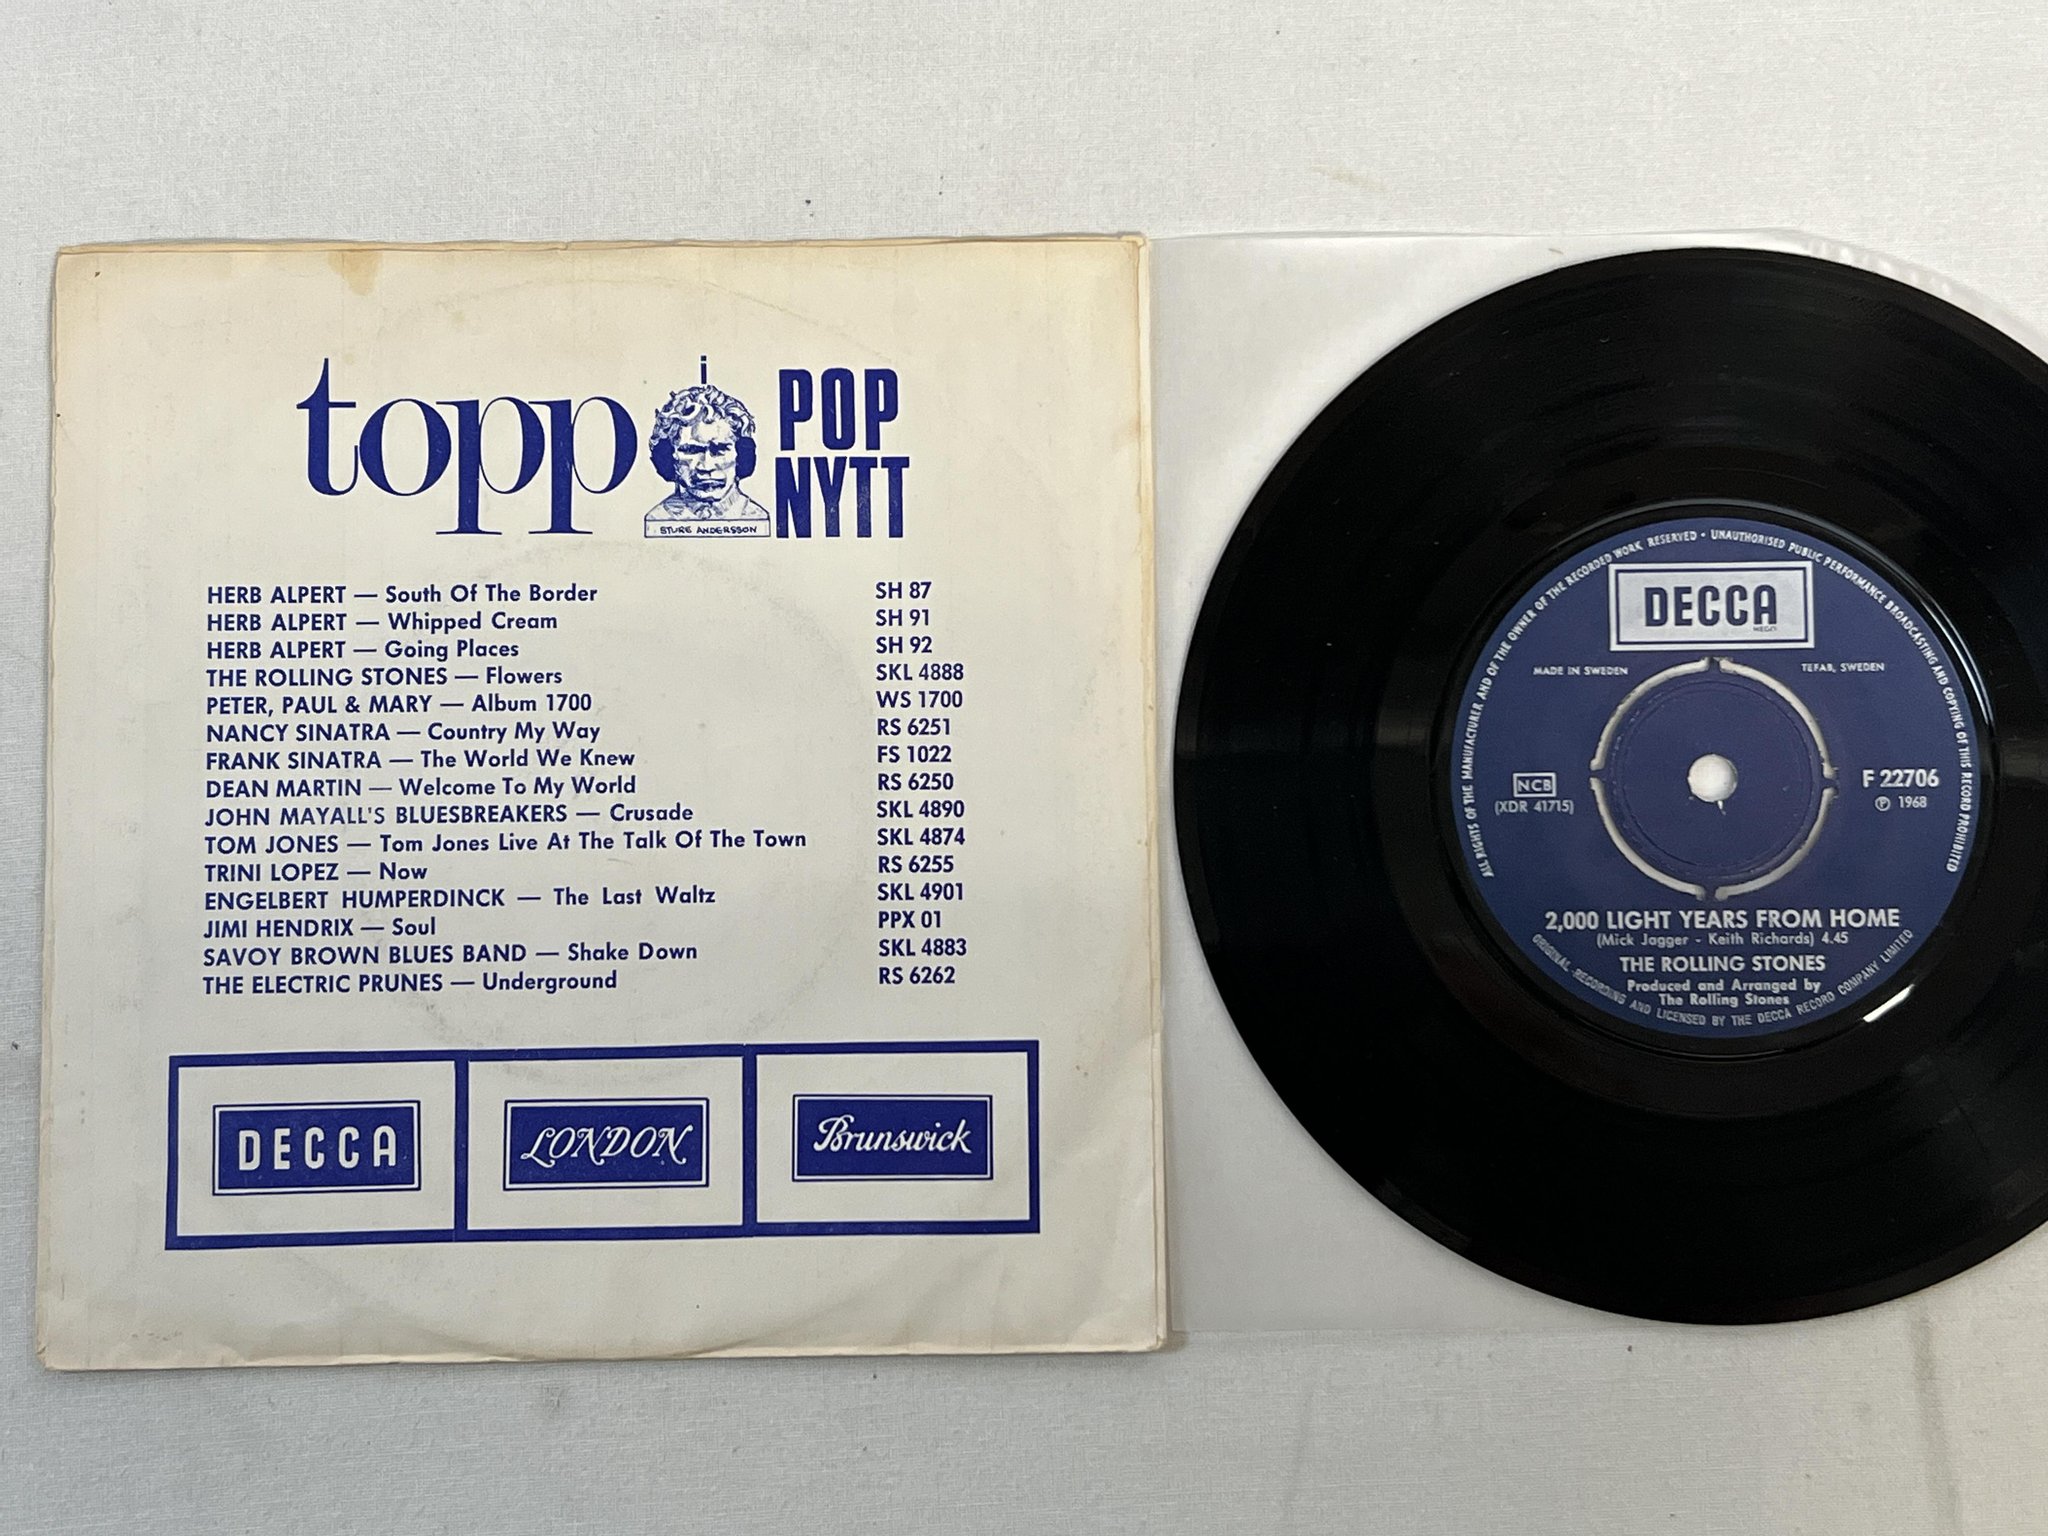 topp i POP
NYTT
STURE ANDERSSON
HERB ALPERT — South Of The Border SH 87
HERB ALPERT — Whipped Cream SH 91
HERB ALPERT — Going Places SH 92
THE ROLLING STONES — Flowers SKL 4888
PETER, PAUL & MARY — Album 1700 WS 1700
NANCY SINATRA — Country My Way RS 6251
FRANK SINATRA — The World We Knew FS 1022
DEAN MARTIN — Welcome To My World RS 6250
JOHN MAYALL'S BLUESBREAKERS — Crusade SKL 4890
TOM JONES — Tom Jones Live At The Talk Of The Town SKL 4874
TRINI LOPEZ — Now RS 6255
ENGELBERT HUMPERDINCK — The Last Waltz SKL 4901
JIMI HENDRIX — Soul PPX 01
SAVOY BROWN BLUES BAND — Shake Down SKL 4883
THE ELECTRIC PRUNES — Underground RS 6262
DECCA LONDON Brunswick
ALL RIGHTS OF THE MANUFACTURER AND OF THE OWNER OF THE RECORDED WORK RESERVED • UNAUTHORISED PUBLIC PERFORMANCE BROADCASTING AND COPYING OF THIS RECORD PROHIBITED
DECCA
REGD.
MADE IN SWEDEN TEFAB, SWEDEN
NCB F 22706
(XDR 41715) Ⓟ 1968
2,000 LIGHT YEARS FROM HOME
(Mick Jagger - Keith Richards) 4.45
THE ROLLING STONES
Produced and Arranged by
The Rolling Stones
ORIGINAL RECORDING AND LICENSED BY THE DECCA RECORD COMPANY LIMITED